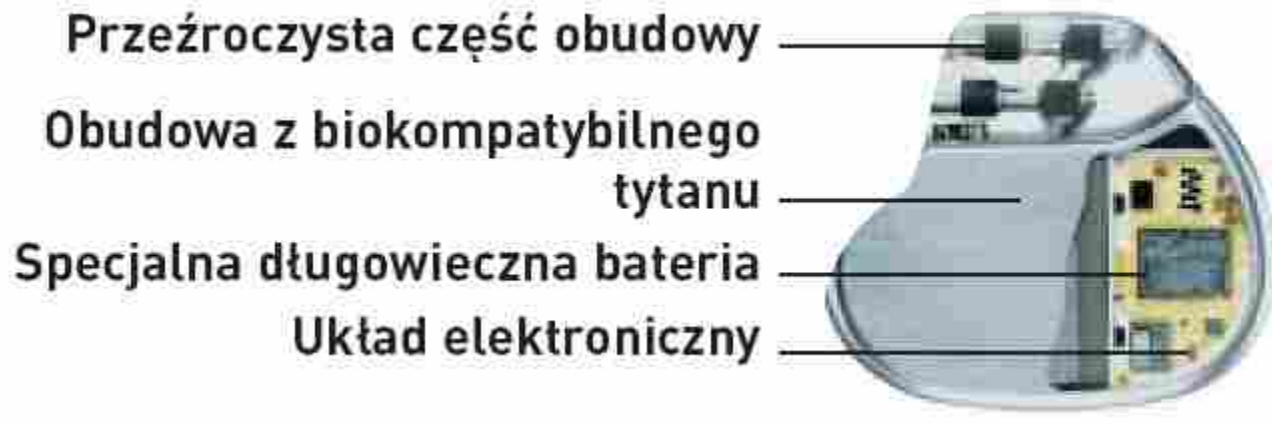 Przeźroczysta część obudowy
Obudowa z biokompatybilnego
tytanu
Specjalna długowieczna bateria
Układ elektroniczny